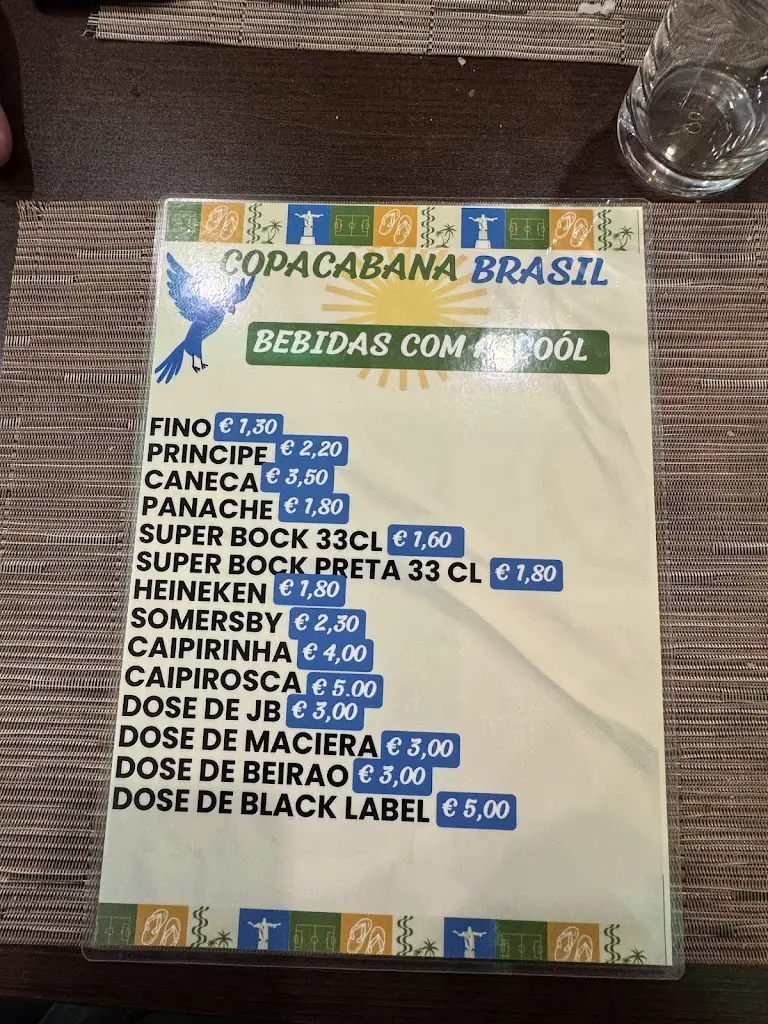 COPACABANA BRASIL
BEBIDAS COM ALCOÓL
FINO € 1,30
PRINCIPE € 2,20
CANECA € 3,50
PANACHE € 1,80
SUPER BOCK 33CL € 1,60
SUPER BOCK PRETA 33 CL € 1,80
HEINEKEN € 1,80
SOMERSBY € 2,30
CAIPIRINHA € 4,00
CAIPIROSCA € 5.00
DOSE DE JB € 3,00
DOSE DE MACIERA € 3,00
DOSE DE BEIRAO € 3,00
DOSE DE BLACK LABEL € 5,00